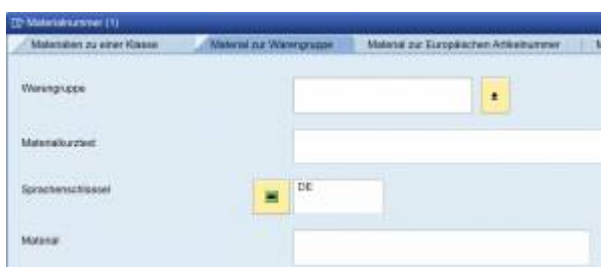 Materialnummer (1)
Materialien zu einer Klasse
Material zur Warengruppe
Material zur Europäischen Artikelnummer
Warengruppe
Materialkurztext
Sprachenschlüssel
DE
Material